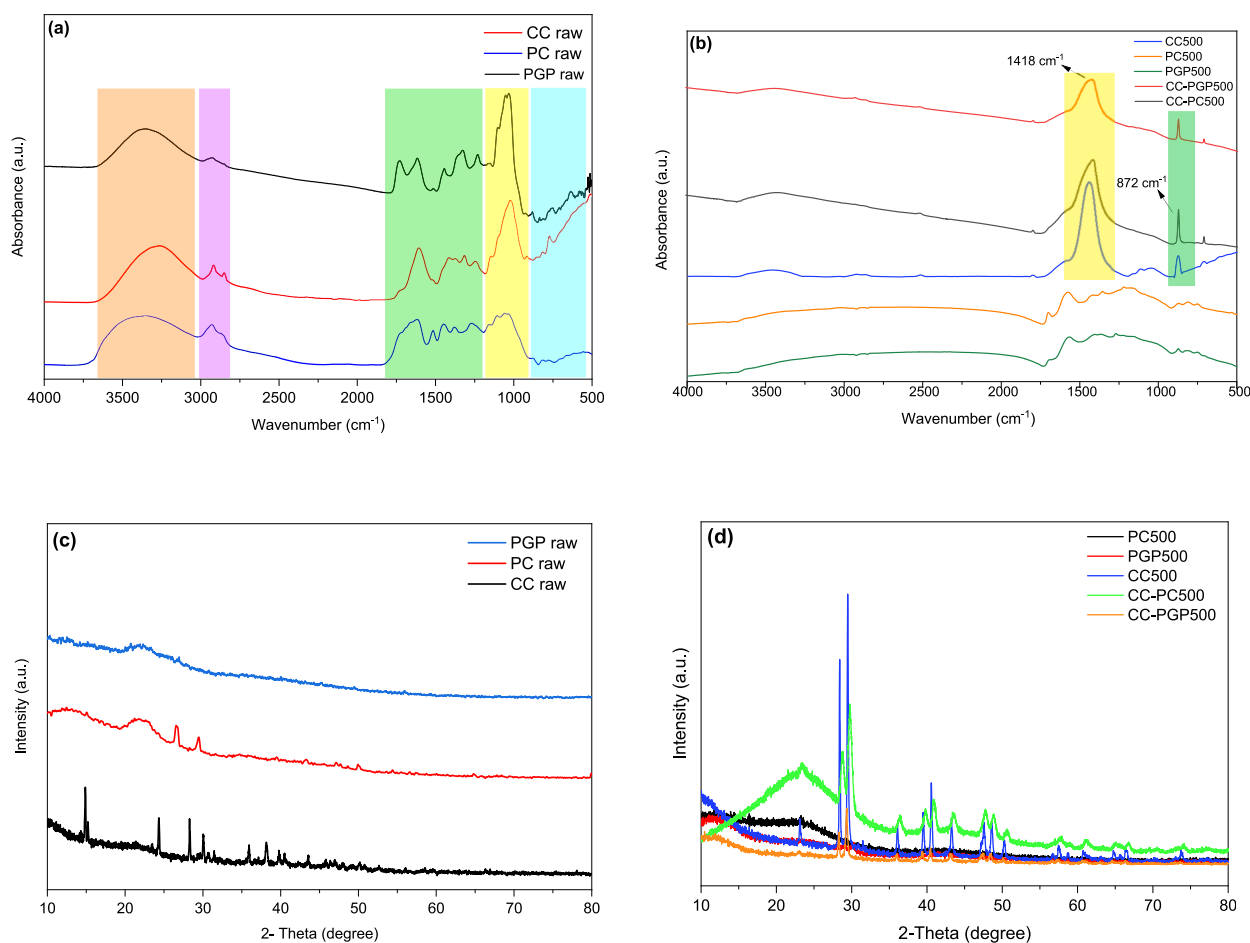 (a)
CC raw
PC raw
PGP raw
Absorbance (a.u.)
4000 3500 3000 2500 2000 1500 1000 500
Wavenumber (cm⁻¹)
(b)
CC500
PC500
PGP500
CC-PGP500
CC-PC500
1418 cm⁻¹
872 cm⁻¹
Absorbance (a.u.)
4000 3500 3000 2500 2000 1500 1000 500
Wavenumber (cm⁻¹)
(c)
PGP raw
PC raw
CC raw
Intensity (a.u.)
10 20 30 40 50 60 70 80
2- Theta (degree)
(d)
PC500
PGP500
CC500
CC-PC500
CC-PGP500
Intensity (a.u.)
10 20 30 40 50 60 70 80
2-Theta (degree)